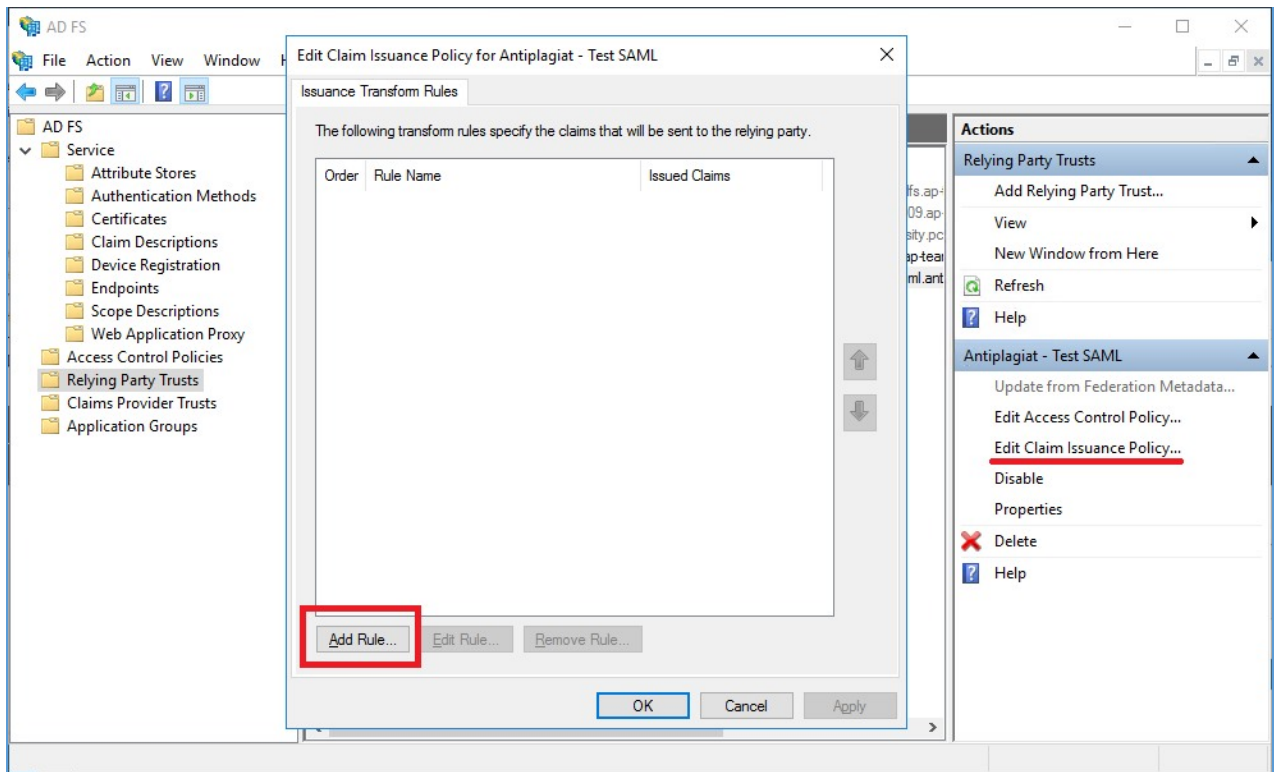 AD FS
File Action View Window
Edit Claim Issuance Policy for Antiplagiat - Test SAML
Issuance Transform Rules
The following transform rules specify the claims that will be sent to the relying party.
Order Rule Name Issued Claims
Add Rule... Edit Rule... Remove Rule...
OK Cancel Apply
AD FS
Service
Attribute Stores
Authentication Methods
Certificates
Claim Descriptions
Device Registration
Endpoints
Scope Descriptions
Web Application Proxy
Access Control Policies
Relying Party Trusts
Claims Provider Trusts
Application Groups
Actions
Relying Party Trusts
Add Relying Party Trust...
View
New Window from Here
Refresh
Help
Antiplagiat - Test SAML
Update from Federation Metadata...
Edit Access Control Policy...
Edit Claim Issuance Policy...
Disable
Properties
Delete
Help